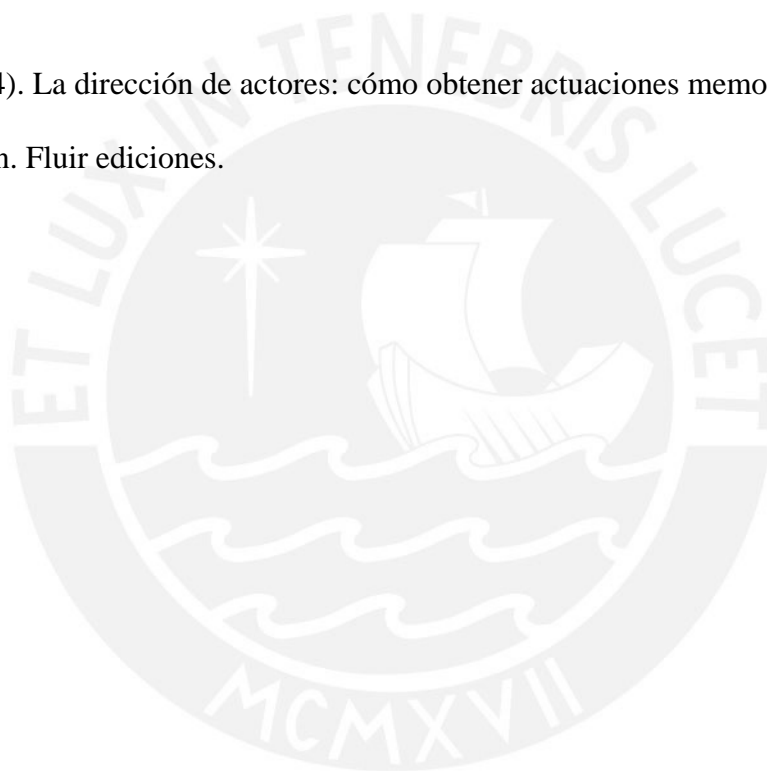 4). La dirección de actores: cómo obtener actuaciones memo
n. Fluir ediciones.
ET LUX IN TENEBRIS LUCET
MCMXVII